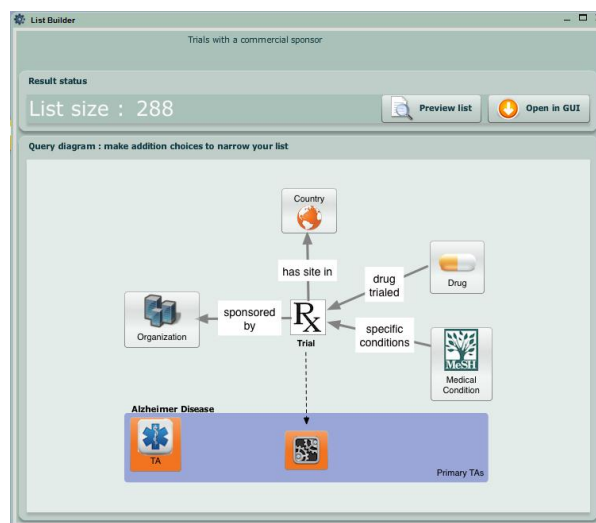 List Builder
Trials with a commercial sponsor
Result status
List size : 288
Preview list
Open in GUI
Query diagram : make addition choices to narrow your list
Country
has site in
drug
trialed
Drug
sponsored
by
Organization
Rx
Trial
specific
conditions
MeSH
Medical
Condition
Alzheimer Disease
TA
Primary TAs